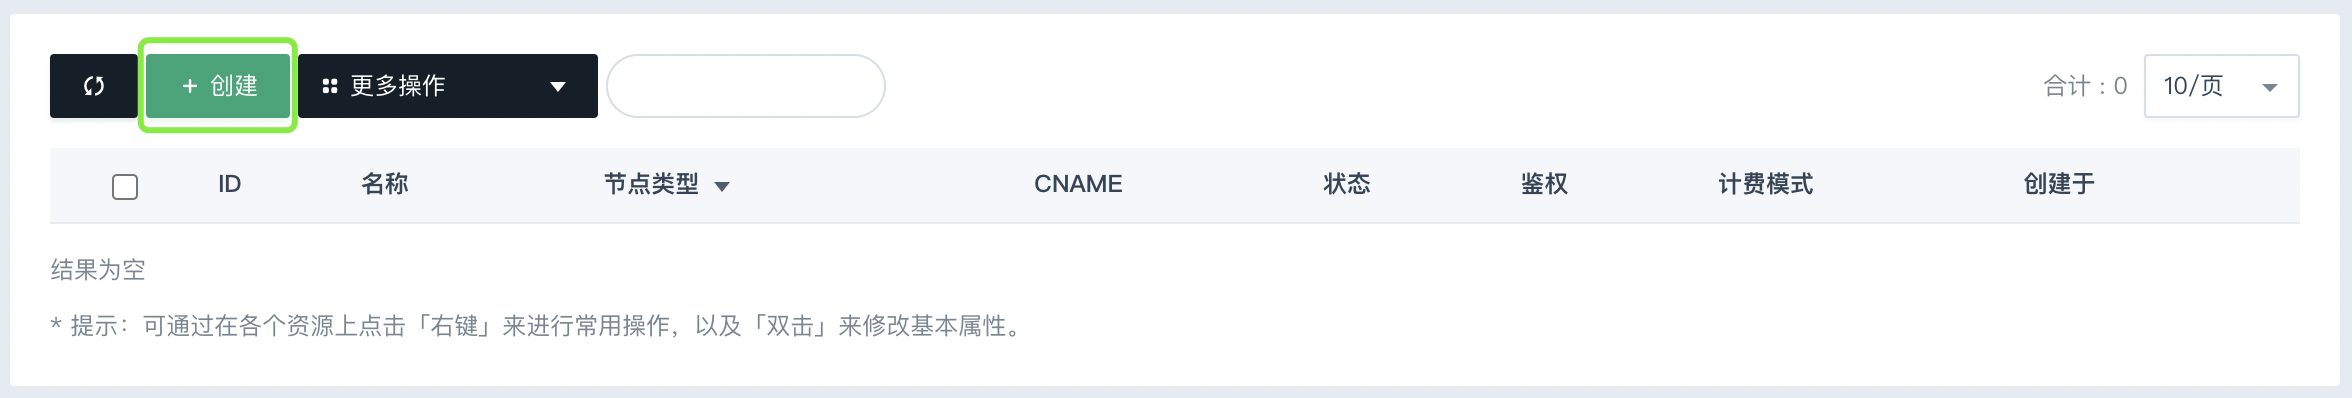 + 创建 更多操作 合计：0 10/页
ID 名称 节点类型 CNAME 状态 鉴权 计费模式 创建于
结果为空
* 提示：可通过在各个资源上点击「右键」来进行常用操作，以及「双击」来修改基本属性。